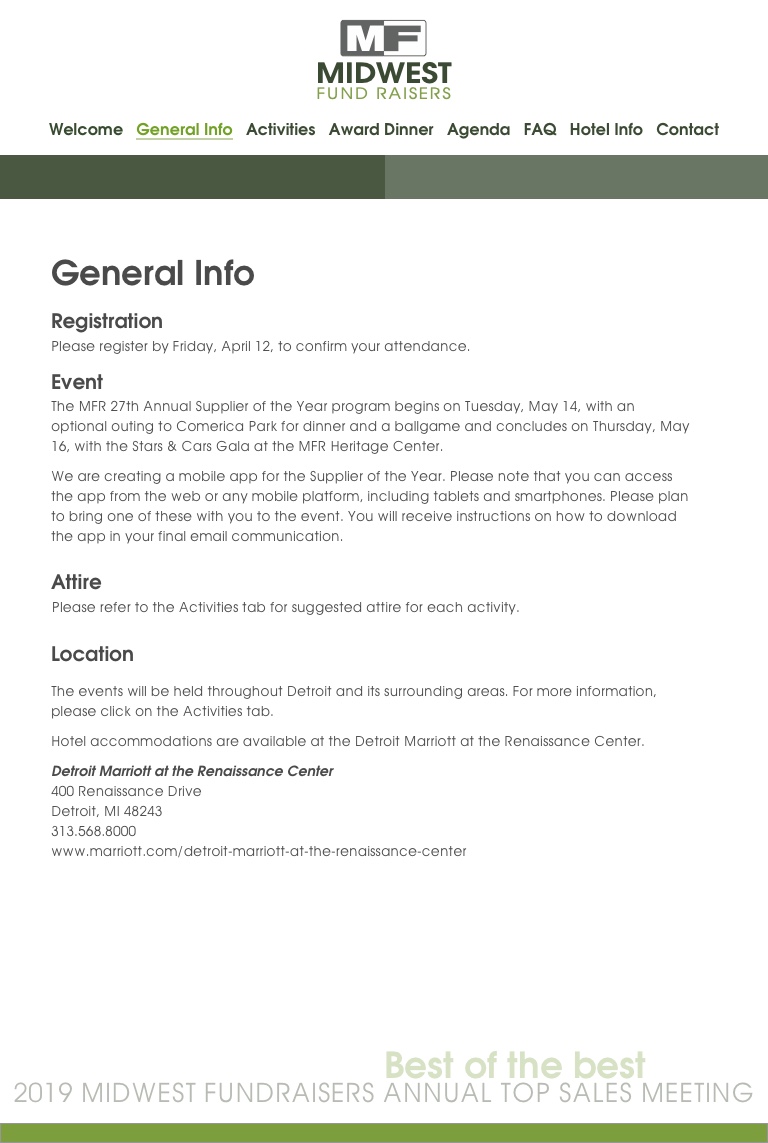 MF
MIDWEST
FUND RAISERS
Welcome General Info Activities Award Dinner Agenda FAQ Hotel Info Contact
General Info
Registration
Please register by Friday, April 12, to confirm your attendance.
Event
The MFR 27th Annual Supplier of the Year program begins on Tuesday, May 14, with an
optional outing to Comerica Park for dinner and a ballgame and concludes on Thursday, May
16, with the Stars & Cars Gala at the MFR Heritage Center.
We are creating a mobile app for the Supplier of the Year. Please note that you can access
the app from the web or any mobile platform, including tablets and smartphones. Please plan
to bring one of these with you to the event. You will receive instructions on how to download
the app in your final email communication.
Attire
Please refer to the Activities tab for suggested attire for each activity.
Location
The events will be held throughout Detroit and its surrounding areas. For more information,
please click on the Activities tab.
Hotel accommodations are available at the Detroit Marriott at the Renaissance Center.
Detroit Marriott at the Renaissance Center
400 Renaissance Drive
Detroit, MI 48243
313.568.8000
www.marriott.com/detroit-marriott-at-the-renaissance-center
Best of the best
2019 MIDWEST FUNDRAISERS ANNUAL TOP SALES MEETING